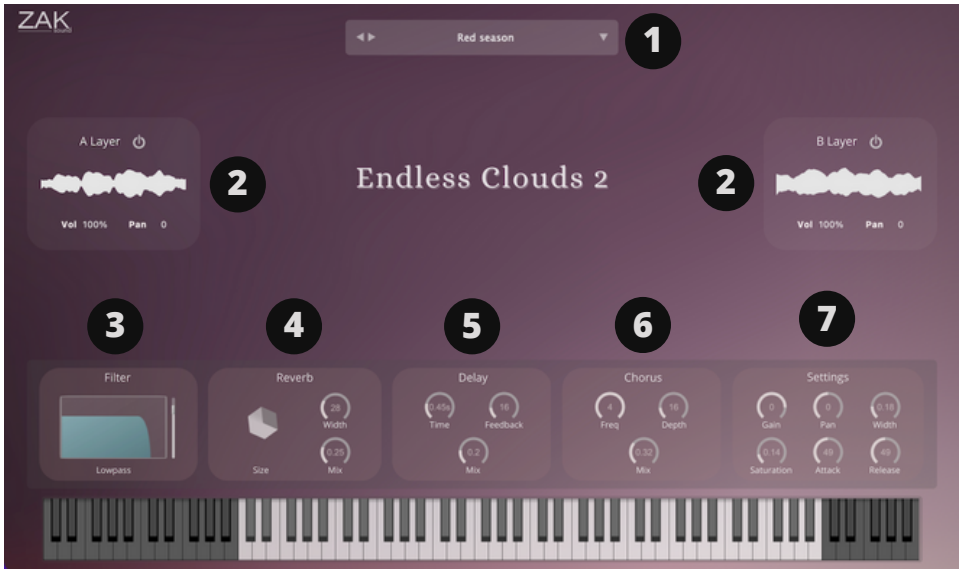 ZAK
sound
Red season
1
A Layer
Vol 100% Pan 0
2
Endless Clouds 2
2
B Layer
Vol 100% Pan 0
3
4
5
6
7
Filter
Lowpass
Reverb
28
Width
0.25
Size
Mix
Delay
0.45s
16
Time
Feedback
0.2
Mix
Chorus
4
16
Freq
Depth
0.32
Mix
Settings
0
0
0.18
Gain
Pan
Width
0.14
49
49
Saturation
Attack
Release